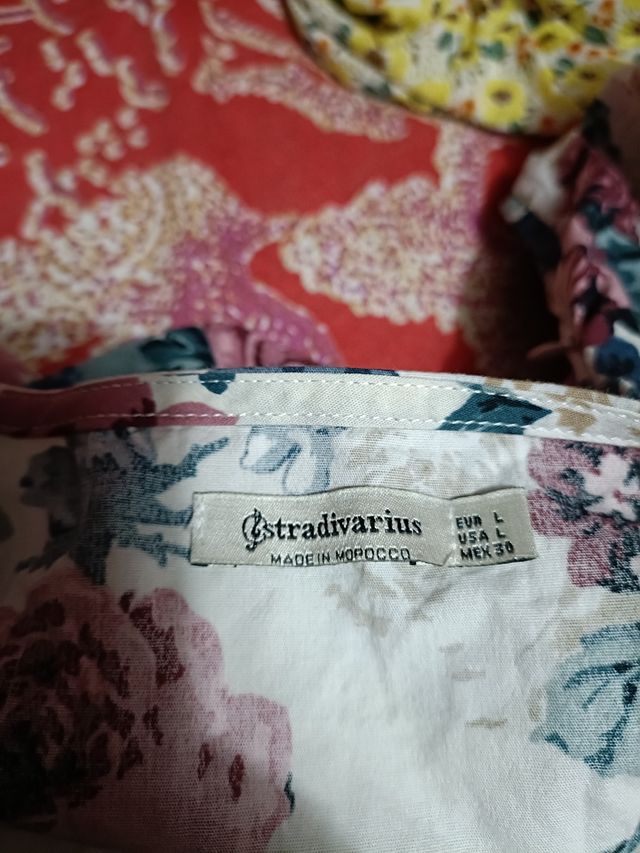 stradivarius
MADE IN MOROCCO
EUR L
USA L
MEX 30